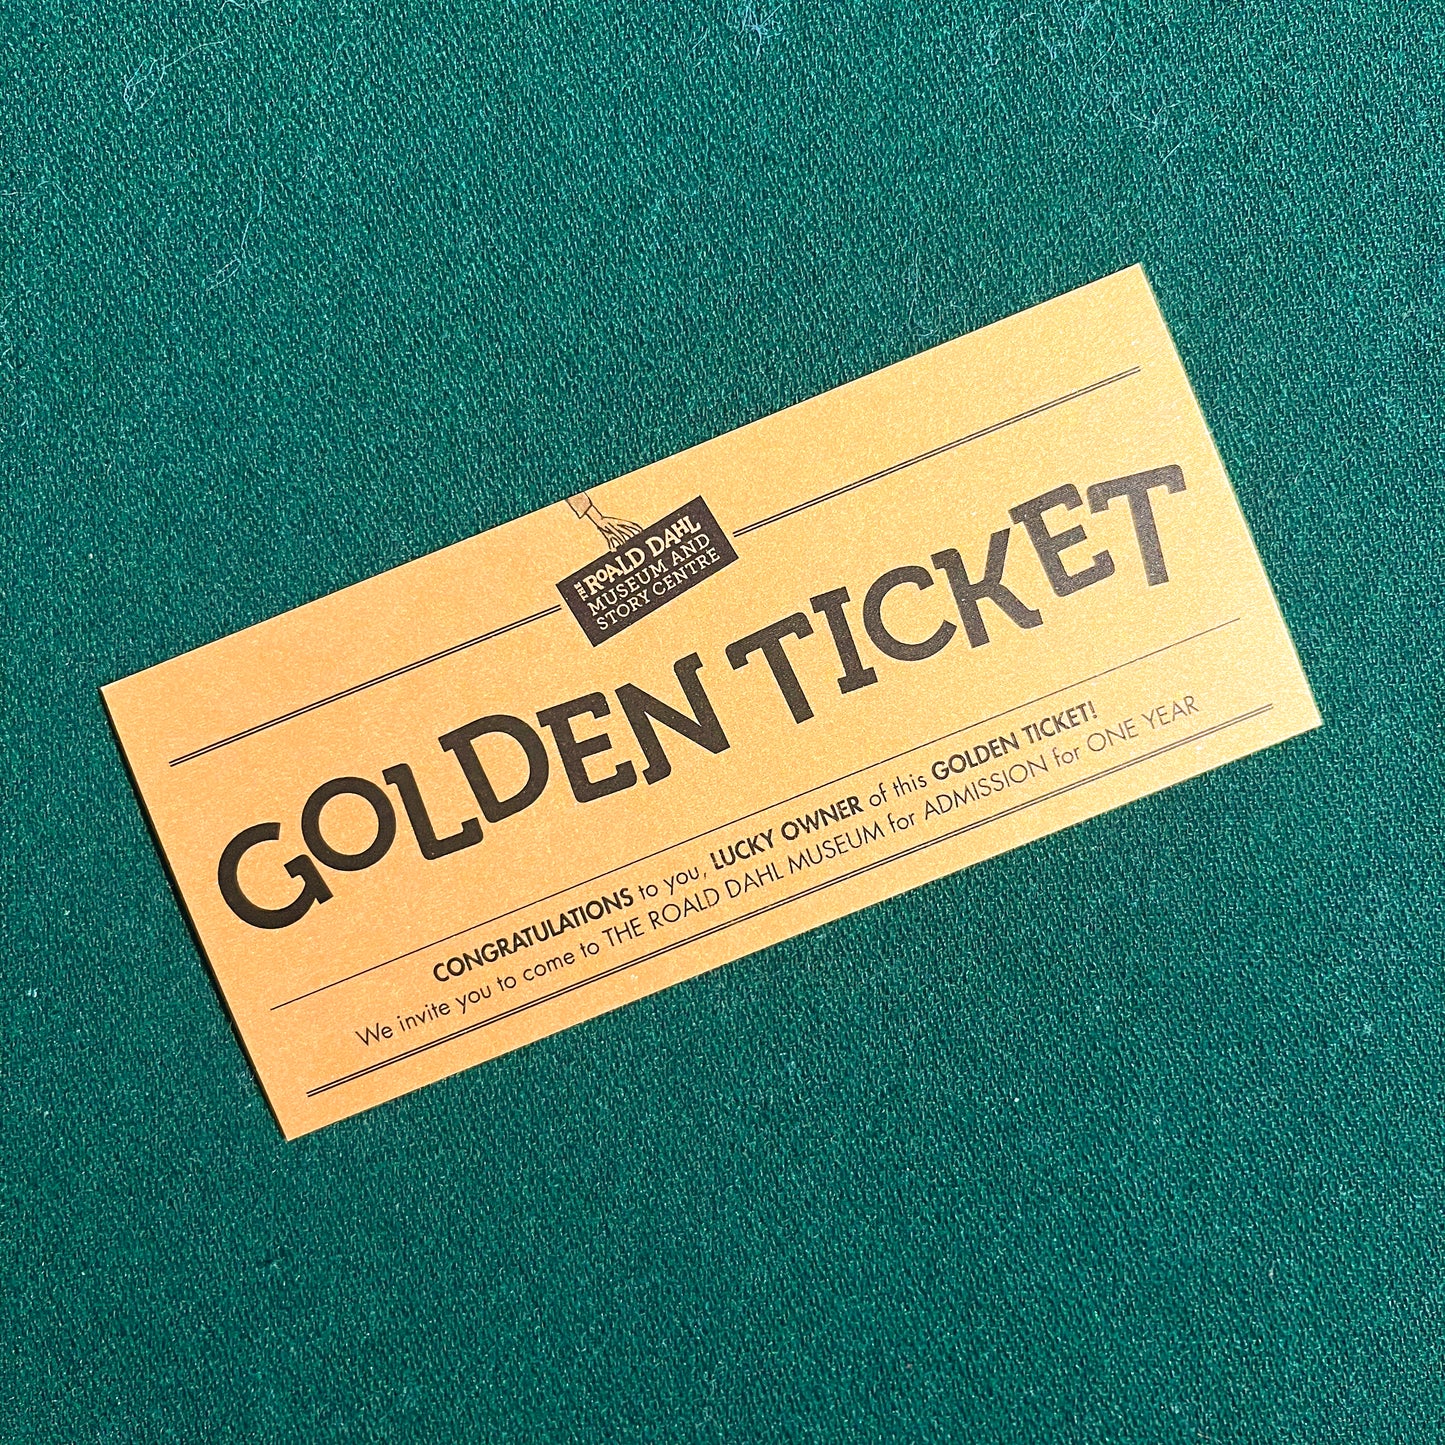 THE ROALD DAHL
MUSEUM AND
STORY CENTRE
GOLDEN TICKET
CONGRATULATIONS to you, LUCKY OWNER of this GOLDEN TICKET!
We invite you to come to THE ROALD DAHL MUSEUM for ADMISSION for ONE YEAR